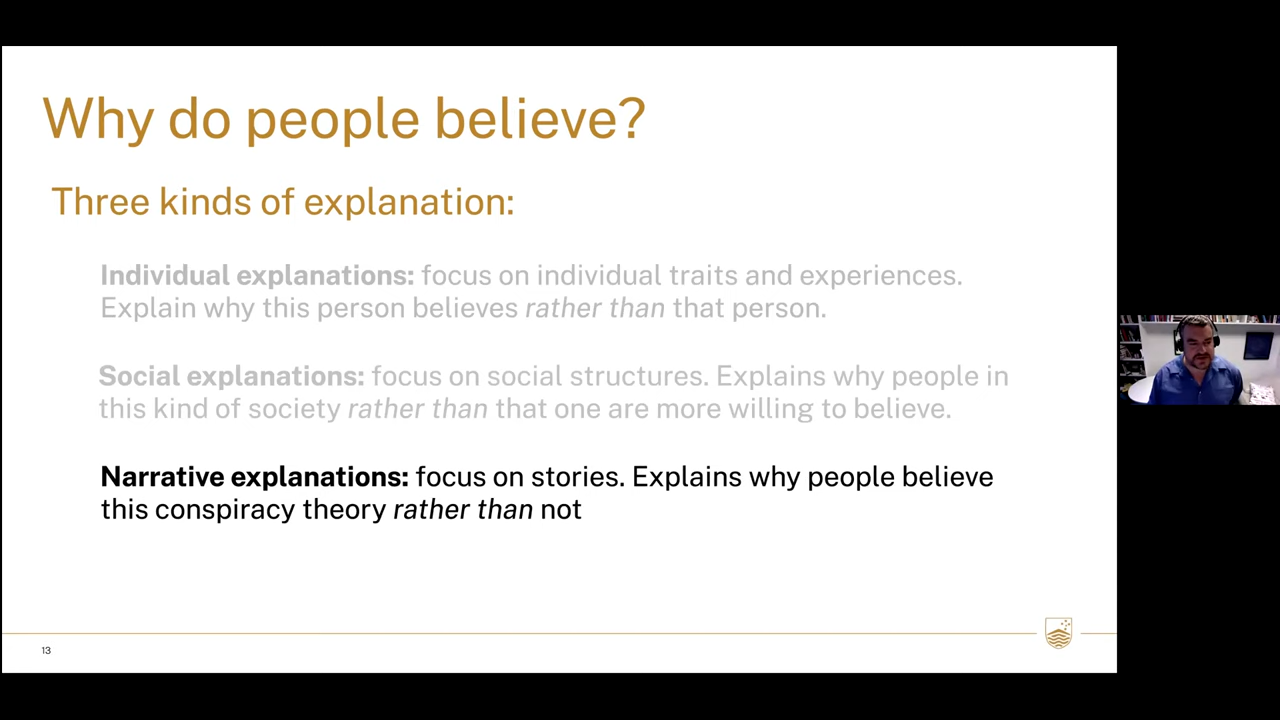 Why do people believe?
Three kinds of explanation:
Individual explanations: focus on individual traits and experiences.
Explain why this person believes rather than that person.
Social explanations: focus on social structures. Explains why people in
this kind of society rather than that one are more willing to believe.
Narrative explanations: focus on stories. Explains why people believe
this conspiracy theory rather than not
13